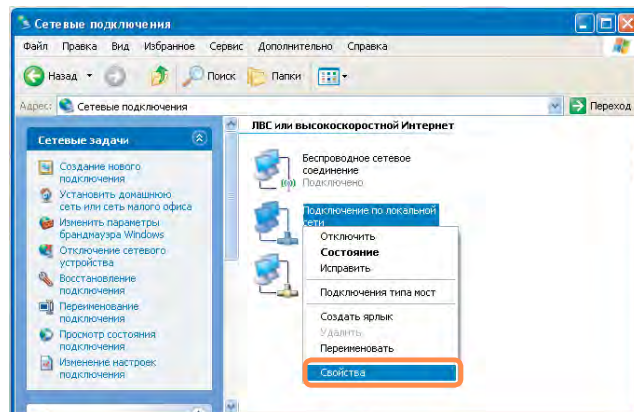 Сетевые подключения
Файл Правка Вид Избранное Сервис Дополнительно Справка
Назад Поиск Папки
Адрес: Сетевые подключения Переход
Сетевые задачи
Создание нового
подключения
Установить домашнюю
сеть или сеть малого офиса
Изменить параметры
брандмауэра Windows
Отключение сетевого
устройства
Восстановление
подключения
Переименование
подключения
Просмотр состояния
подключения
Изменение настроек
подключения
ЛВС или высокоскоростной Интернет
Беспроводное сетевое
соединение
Подключено
Подключение по локальной
сети
Отключить
Состояние
Исправить
Подключения типа мост
Создать ярлык
Удалить
Переименовать
Свойства